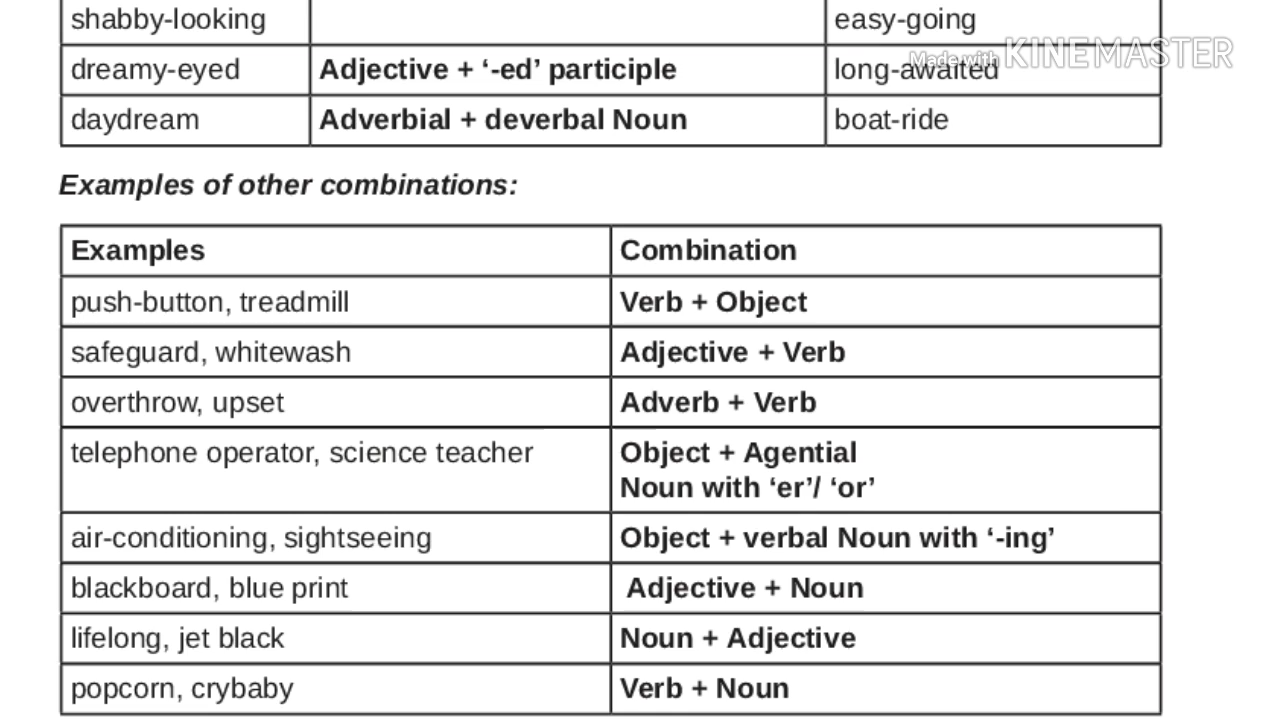 shabby-looking easy-going
Made with KINEMASTER
dreamy-eyed Adjective + ‘-ed’ participle long-awaited
daydream Adverbial + deverbal Noun boat-ride
Examples of other combinations:
Examples Combination
push-button, treadmill Verb + Object
safeguard, whitewash Adjective + Verb
overthrow, upset Adverb + Verb
telephone operator, science teacher Object + Agential
Noun with ‘er’/ ‘or’
air-conditioning, sightseeing Object + verbal Noun with ‘-ing’
blackboard, blue print Adjective + Noun
lifelong, jet black Noun + Adjective
popcorn, crybaby Verb + Noun